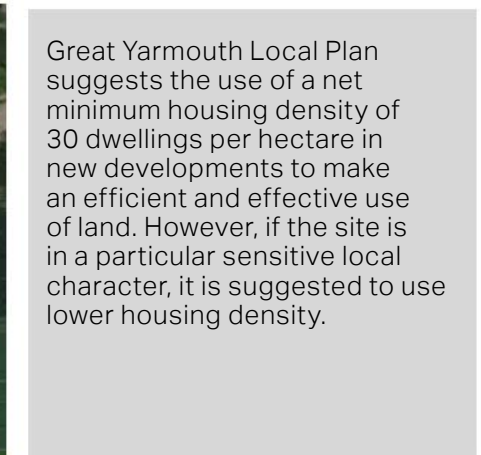 Great Yarmouth Local Plan
suggests the use of a net
minimum housing density of
30 dwellings per hectare in
new developments to make
an efficient and effective use
of land. However, if the site is
in a particular sensitive local
character, it is suggested to use
lower housing density.